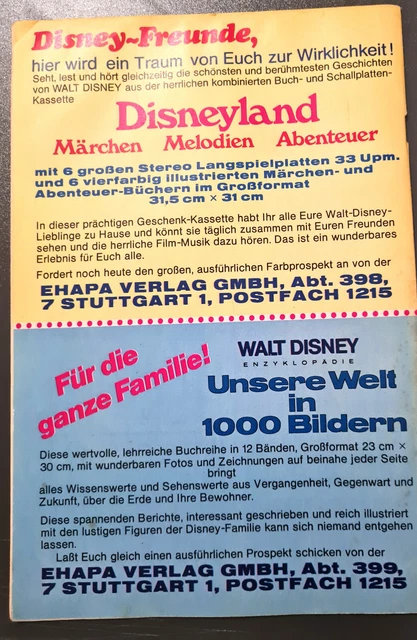 Disney-Freunde,
hier wird ein Traum von Euch zur Wirklichkeit!
Seht, lest und hört gleichzeitig die schönsten und berühmtesten Geschichten
von WALT DISNEY aus der herrlichen kombinierten Buch- und Schallplatten-
Kassette
Disneyland
Märchen Melodien Abenteuer
mit 6 großen Stereo Langspielplatten 33 Upm.
und 6 vierfarbig illustrierten Märchen- und
Abenteuer-Büchern im Großformat
31,5 cm × 31 cm
In dieser prächtigen Geschenk-Kassette habt Ihr alle Eure Walt-Disney-
Lieblinge zu Hause und könnt sie täglich zusammen mit Euren Freunden
sehen und die herrliche Film-Musik dazu hören. Das ist ein wunderbares
Erlebnis für Euch alle.
Fordert noch heute den großen, ausführlichen Farbprospekt an von der
EHAPA VERLAG GMBH, Abt. 398,
7 STUTTGART 1, POSTFACH 1215
Für die
ganze Familie!
WALT DISNEY
ENZYKLOPÄDIE
Unsere Welt
in
1000 Bildern
Diese wertvolle, lehrreiche Buchreihe in 12 Bänden, Großformat 23 cm ×
30 cm, mit wunderbaren Fotos und Zeichnungen auf beinahe jeder Seite
bringt
alles Wissenswerte und Sehenswerte aus Vergangenheit, Gegenwart und
Zukunft, über die Erde und Ihre Bewohner.
Diese spannenden Berichte, interessant geschrieben und reich illustriert
mit den lustigen Figuren der Disney-Familie kann sich niemand entgehen
lassen.
Laßt Euch gleich einen ausführlichen Prospekt schicken von der
EHAPA VERLAG GMBH, Abt. 399,
7 STUTTGART 1, POSTFACH 1215